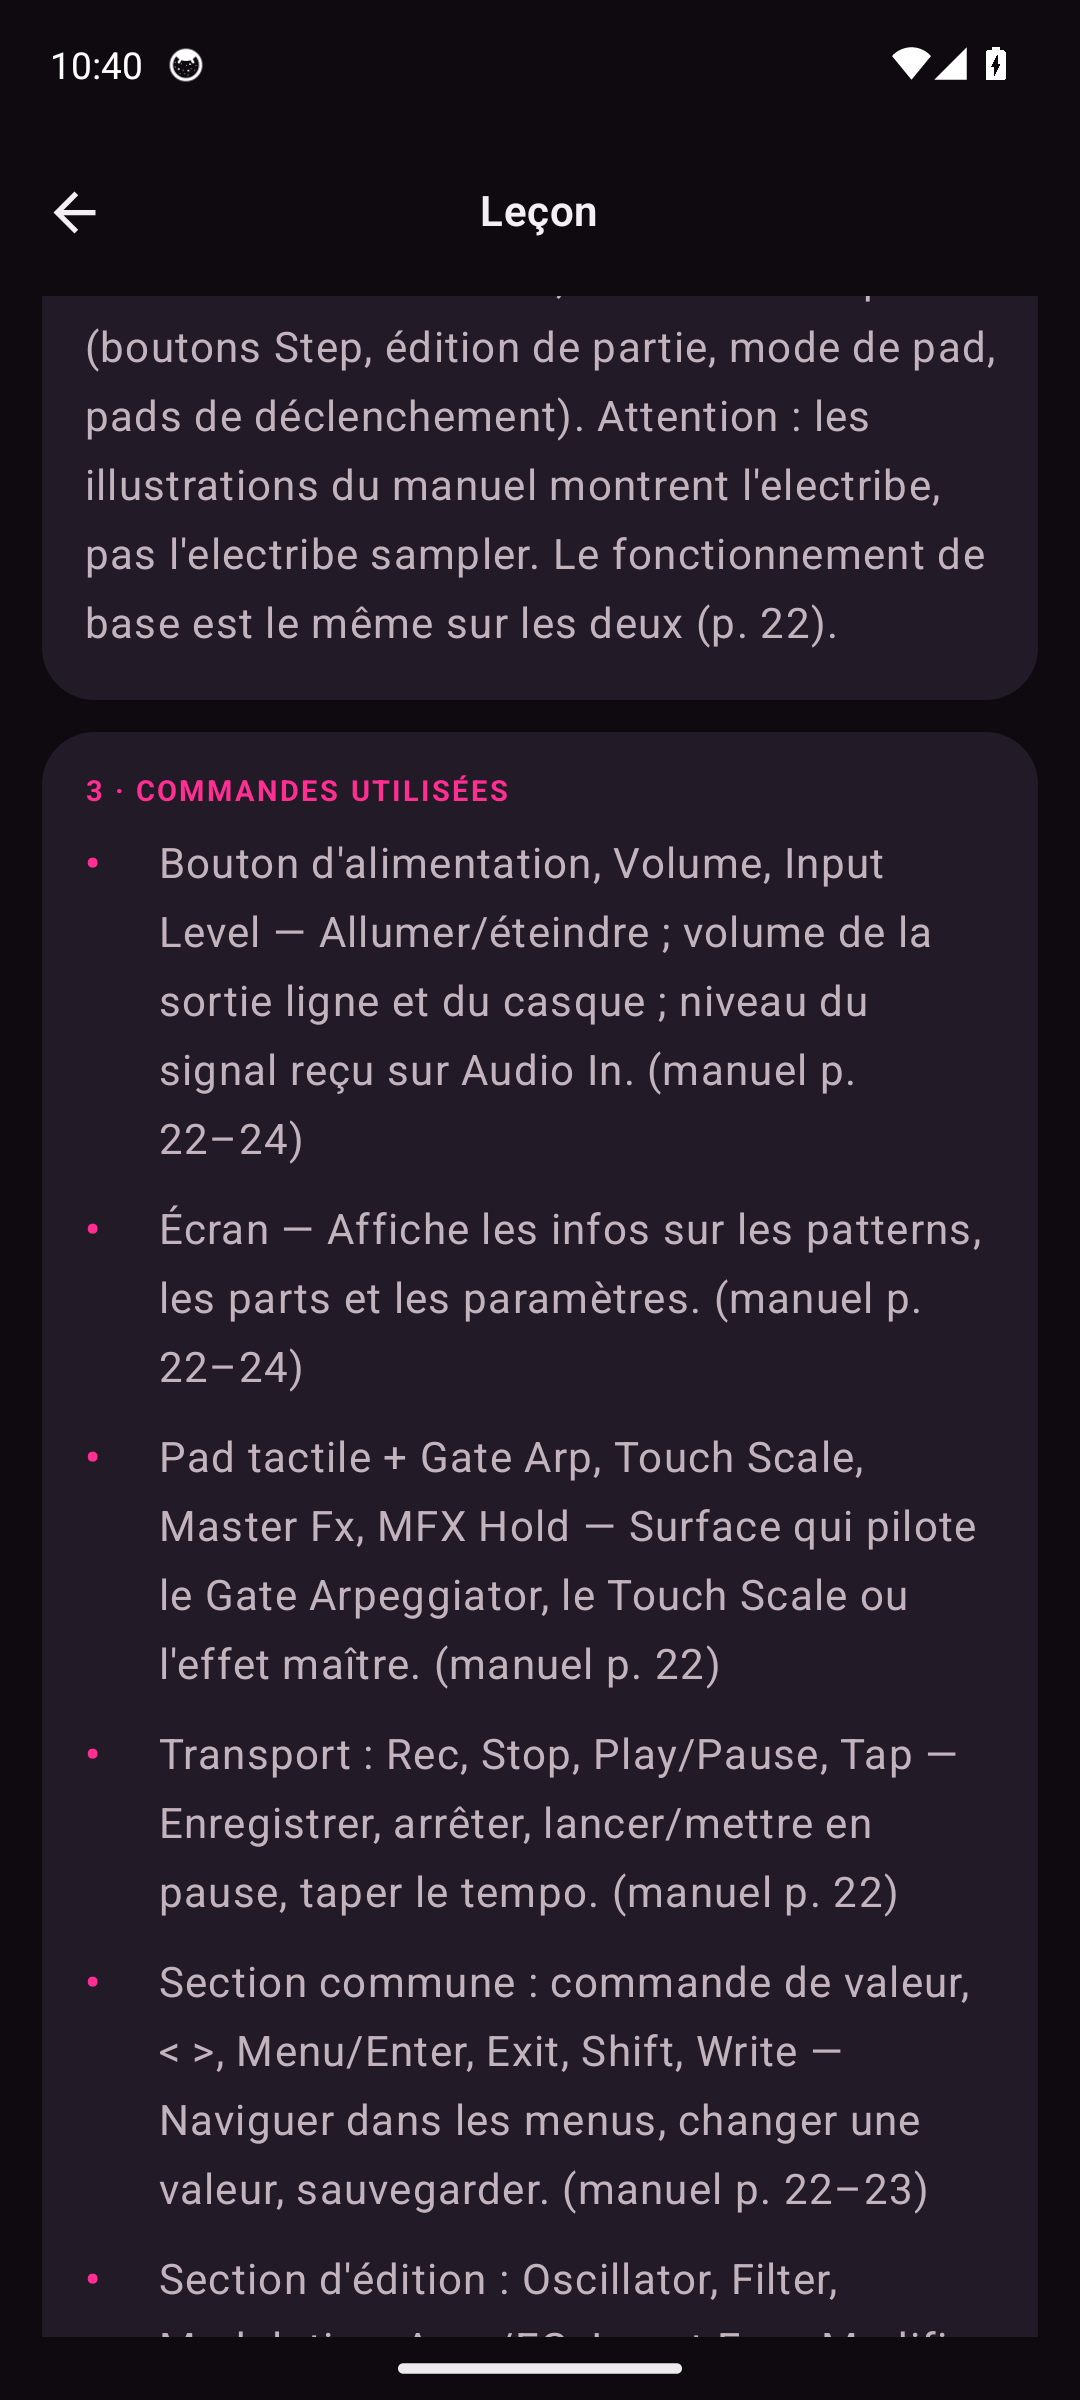 10:40
Leçon
(boutons Step, édition de partie, mode de pad,
pads de déclenchement). Attention : les
illustrations du manuel montrent l'electribe,
pas l'electribe sampler. Le fonctionnement de
base est le même sur les deux (p. 22).
3 · COMMANDES UTILISÉES
• Bouton d'alimentation, Volume, Input
Level — Allumer/éteindre ; volume de la
sortie ligne et du casque ; niveau du
signal reçu sur Audio In. (manuel p.
22–24)
• Écran — Affiche les infos sur les patterns,
les parts et les paramètres. (manuel p.
22–24)
• Pad tactile + Gate Arp, Touch Scale,
Master Fx, MFX Hold — Surface qui pilote
le Gate Arpeggiator, le Touch Scale ou
l'effet maître. (manuel p. 22)
• Transport : Rec, Stop, Play/Pause, Tap —
Enregistrer, arrêter, lancer/mettre en
pause, taper le tempo. (manuel p. 22)
• Section commune : commande de valeur,
< >, Menu/Enter, Exit, Shift, Write —
Naviguer dans les menus, changer une
valeur, sauvegarder. (manuel p. 22–23)
• Section d'édition : Oscillator, Filter,